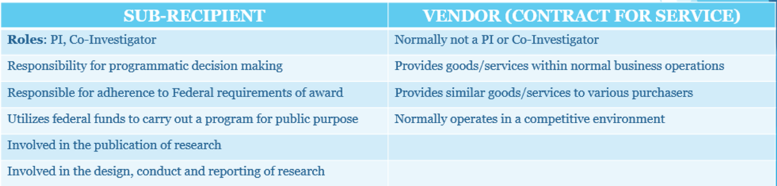 SUB-RECIPIENT VENDOR (CONTRACT FOR SERVICE)
Roles: PI, Co-Investigator Normally not a PI or Co-Investigator
Responsibility for programmatic decision making Provides goods/services within normal business operations
Responsible for adherence to Federal requirements of award Provides similar goods/services to various purchasers
Utilizes federal funds to carry out a program for public purpose Normally operates in a competitive environment
Involved in the publication of research
Involved in the design, conduct and reporting of research